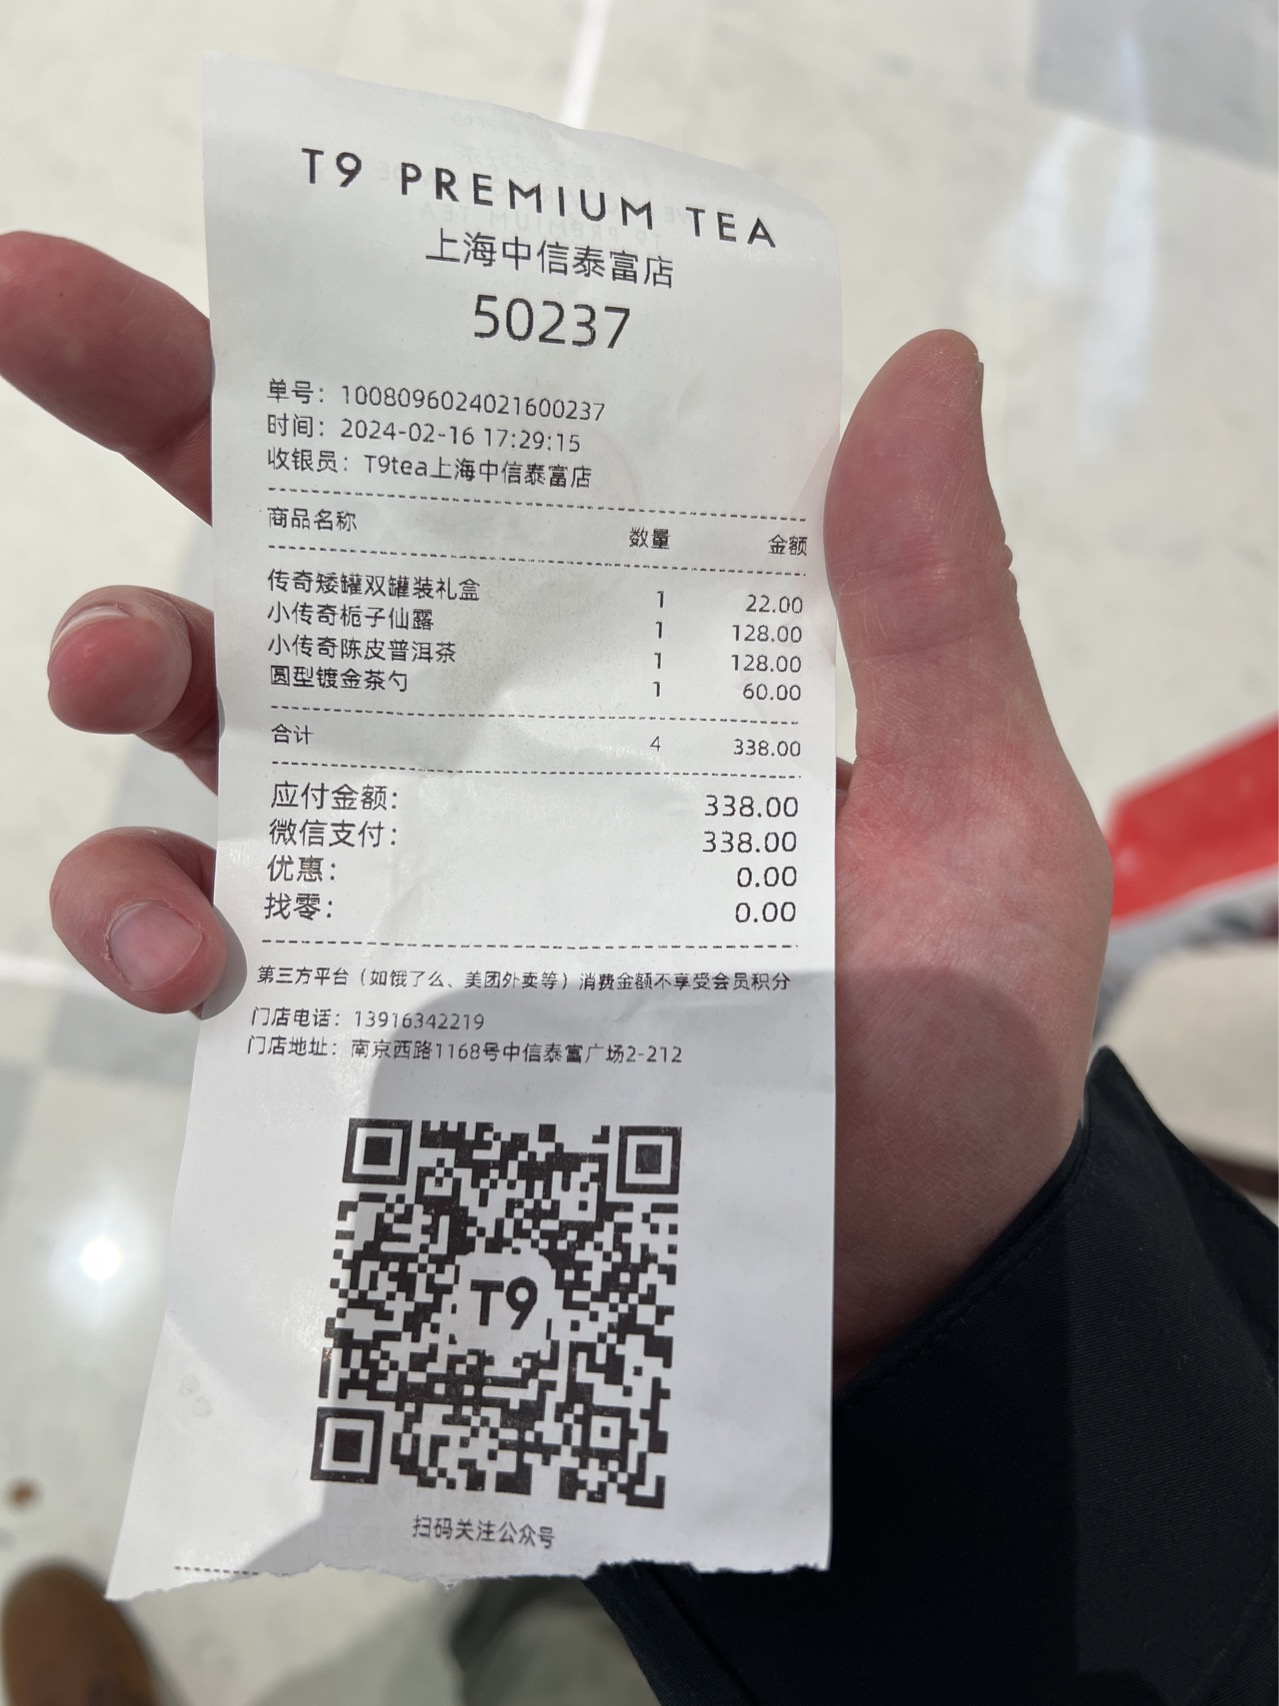 T9 PREMIUM TEA
上海中信泰富店
50237
单号：1008096024021600237
时间：2024-02-16 17:29:15
收银员：T9tea上海中信泰富店
商品名称 数量 金额
传奇矮罐双罐装礼盒 1 22.00
小传奇栀子仙露 1 128.00
小传奇陈皮普洱茶 1 128.00
圆型镀金茶勺 1 60.00
合计 4 338.00
应付金额： 338.00
微信支付： 338.00
优惠： 0.00
找零： 0.00
第三方平台（如饿了么、美团外卖等）消费金额不享受会员积分
门店电话：13916342219
门店地址：南京西路1168号中信泰富广场2-212
T9
扫码关注公众号